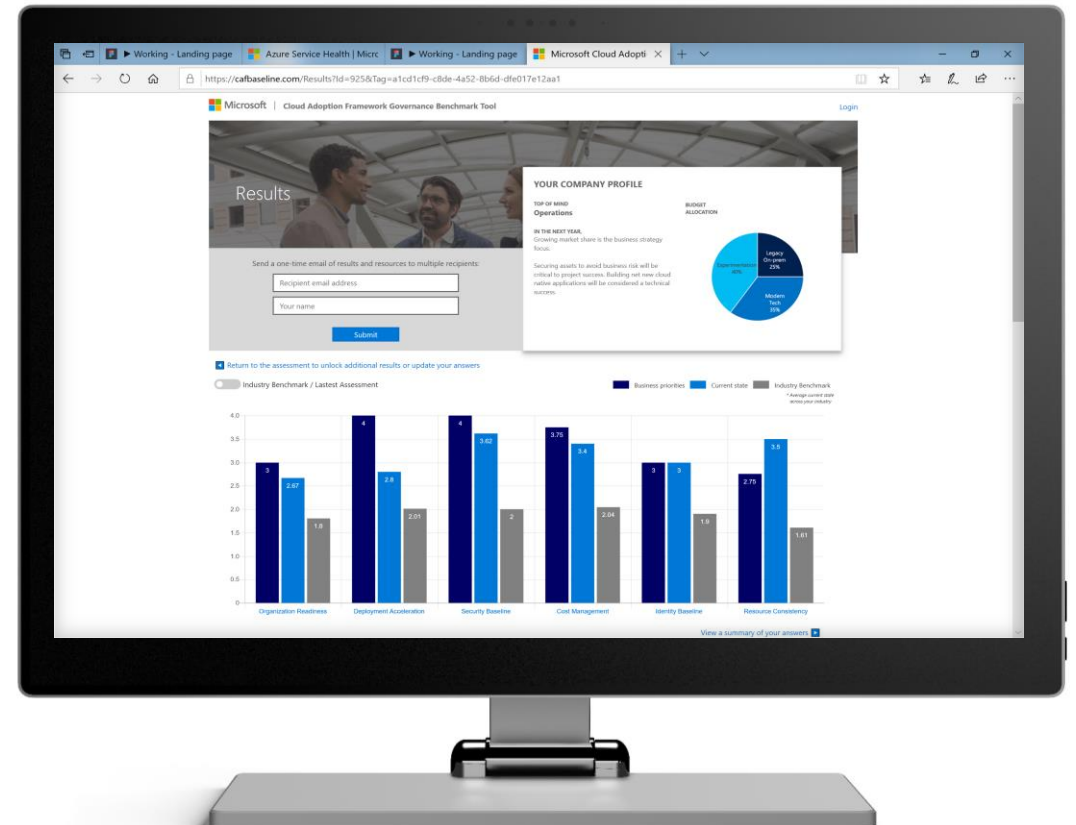 Working - Landing page
Azure Service Health | Micrc
Working - Landing page
Microsoft Cloud Adopti
https://cafbaseline.com/Results?Id=925&Tag=a1cd1cf9-c8de-4a52-8b6d-dfe017e12aa1
Microsoft | Cloud Adoption Framework Governance Benchmark Tool
Login
Results
Send a one-time email of results and resources to multiple recipients:
Recipient email address
Your name
Submit
YOUR COMPANY PROFILE
TOP OF MIND
Operations
IN THE NEXT YEAR,
Growing market share is the business strategy
focus.
Securing assets to avoid business risk will be
critical to project success. Building net new cloud
native applications will be considered a technical
success.
BUDGET
ALLOCATION
Legacy
On-prem
25%
Experimentation
40%
Modern
Tech
35%
Return to the assessment to unlock additional results or update your answers
Industry Benchmark / Lastest Assessment
Business priorities
Current state
Industry Benchmark
* Average current state
across your industry
4.0
3.5
3.0
2.5
2.0
1.5
1.0
0.5
0
3
2.67
1.8
4
2.8
2.01
4
3.62
2
3.75
3.4
2.04
3
3
1.9
2.75
3.5
1.61
Organization Readiness
Deployment Acceleration
Security Baseline
Cost Management
Identity Baseline
Resource Consistency
View a summary of your answers